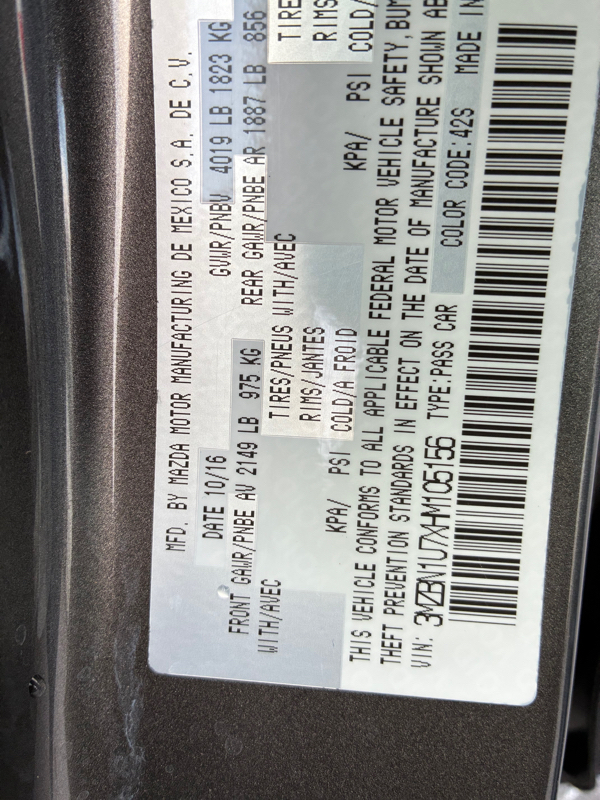 MFD. BY MAZDA MOTOR MANUFACTURING DE MEXICO S.A. DE C.V.
DATE 10/16 GVWR/PNBV 4019 LB 1823 KG
FRONT GAWR/PNBE AV 2149 LB 975 KG REAR GAWR/PNBE AR 1887 LB 856
WITH/AVEC TIRES/PNEUS WITH/AVEC TIRE
RIMS/JANTES RIMS
KPA/ PSI COLD/A FROID KPA/ PSI COLD/
THIS VEHICLE CONFORMS TO ALL APPLICABLE FEDERAL MOTOR VEHICLE SAFETY, BUM
THEFT PREVENTION STANDARDS IN EFFECT ON THE DATE OF MANUFACTURE SHOWN AB
VIN: 3MZBN1U7XHM105156 TYPE:PASS CAR COLOR CODE:42S MADE IN